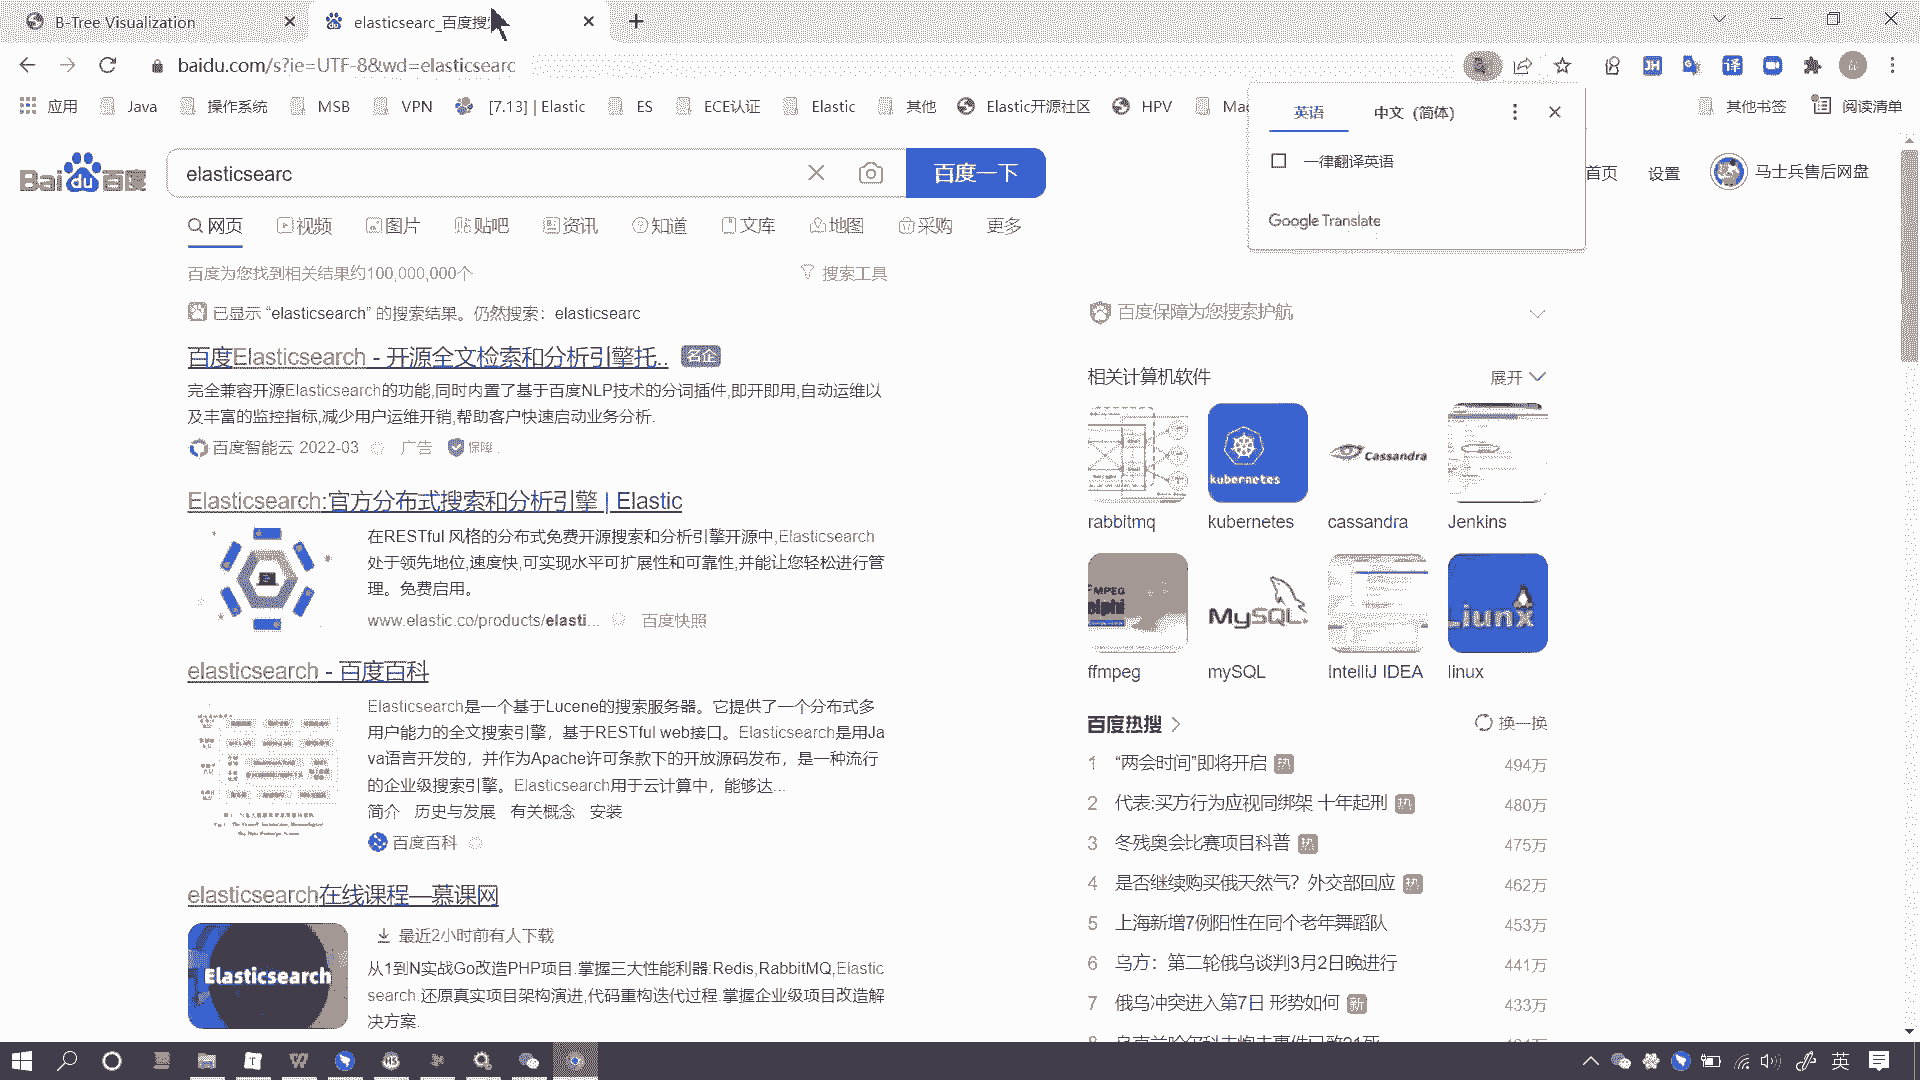 B-Tree Visualization
elasticsearc_百度搜
baidu.com/s?ie=UTF-8&wd=elasticsearc
应用 Java 操作系统 MSB VPN [7.13] | Elastic ES ECE认证 Elastic 其他 Elastic开源社区 HPV 其他书签 阅读清单
英语 中文（简体）
一律翻译英语
Google Translate
Bai du 百度
elasticsearc
百度一下
首页 设置 马士兵售后网盘
网页 视频 图片 贴吧 资讯 知道 文库 地图 采购 更多
百度为您找到相关结果约100,000,000个
搜索工具
已显示 “elasticsearch” 的搜索结果。仍然搜索：elasticsearc
百度Elasticsearch - 开源全文检索和分析引擎托.. 名企
完全兼容开源Elasticsearch的功能,同时内置了基于百度NLP技术的分词插件,即开即用,自动运维以
及丰富的监控指标,减少用户运维开销,帮助客户快速启动业务分析.
百度智能云 2022-03 广告 保障
Elasticsearch:官方分布式搜索和分析引擎 | Elastic
在RESTful 风格的分布式免费开源搜索和分析引擎开源中,Elasticsearch
处于领先地位,速度快,可实现水平可扩展性和可靠性,并能让您轻松进行管
理。免费启用。
www.elastic.co/products/elasti... 百度快照
elasticsearch - 百度百科
Elasticsearch是一个基于Lucene的搜索服务器。它提供了一个分布式多
用户能力的全文搜索引擎，基于RESTful web接口。Elasticsearch是用Ja
va语言开发的，并作为Apache许可条款下的开放源码发布，是一种流行
的企业级搜索引擎。Elasticsearch用于云计算中，能够达...
简介 历史与发展 有关概念 安装
百度百科
elasticsearch在线课程—慕课网
Elasticsearch
最近2小时前有人下载
从1到N实战Go改造PHP项目.掌握三大性能利器:Redis,RabbitMQ,Elastic
search.还原真实项目架构演进,代码重构迭代过程.掌握企业级项目改造解
决方案.
百度保障为您搜索护航
相关计算机软件
展开
kubernetes
Cassandra
rabbitmq kubernetes cassandra Jenkins
MySQL
Liunx
ffmpeg mySQL IntelliJ IDEA linux
百度热搜
换一换
1 “两会时间”即将开启 热 494万
2 代表:买方行为应视同绑架 十年起刑 热 480万
3 冬残奥会比赛项目科普 热 475万
4 是否继续购买俄天然气？外交部回应 热 462万
5 上海新增7例阳性在同个老年舞蹈队 453万
6 乌方：第二轮俄乌谈判3月2日晚进行 441万
7 俄乌冲突进入第7日 形势如何 新 433万
英